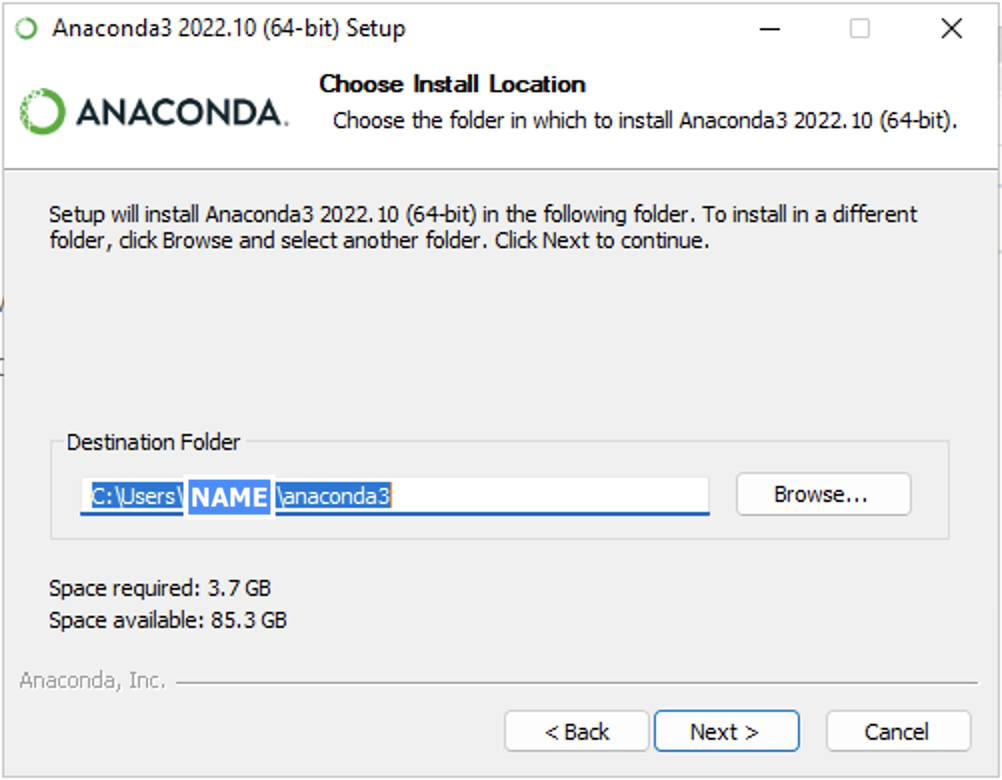 Anaconda3 2022.10 (64-bit) Setup
ANACONDA.
Choose Install Location
Choose the folder in which to install Anaconda3 2022.10 (64-bit).
Setup will install Anaconda3 2022.10 (64-bit) in the following folder. To install in a different
folder, click Browse and select another folder. Click Next to continue.
Destination Folder
C:\Users\NAME\anaconda3
Browse...
Space required: 3.7 GB
Space available: 85.3 GB
Anaconda, Inc.
< Back
Next >
Cancel